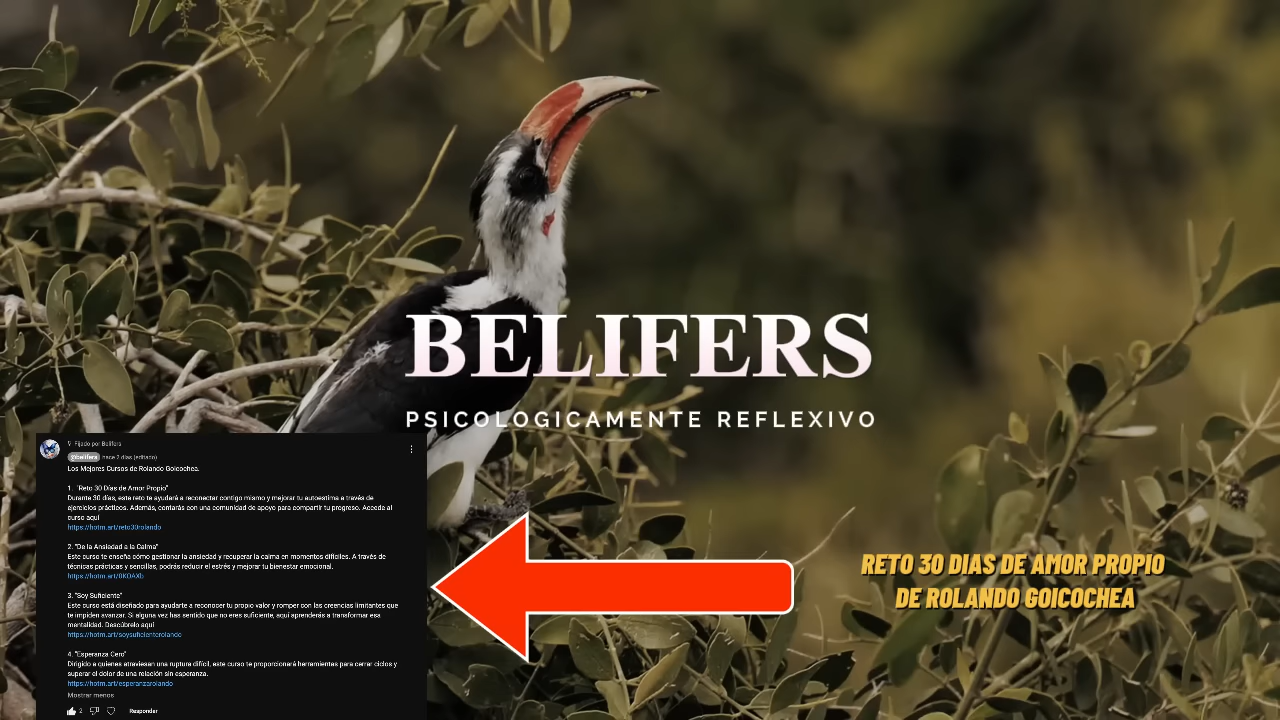 BELIFERS
PSICOLOGICAMENTE REFLEXIVO
Fijado por Belifers
@belifers hace 2 días (editado)
Los Mejores Cursos de Rolando Goicochea.
1. "Reto 30 Días de Amor Propio"
Durante 30 días, este reto te ayudará a reconectar contigo mismo y mejorar tu autoestima a través de
ejercicios prácticos. Además, contarás con una comunidad de apoyo para compartir tu progreso. Accede al
curso aquí
https://hotm.art/reto30rolando
2. "De la Ansiedad a la Calma"
Este curso te enseña cómo gestionar la ansiedad y recuperar la calma en momentos difíciles. A través de
técnicas prácticas y sencillas, podrás reducir el estrés y mejorar tu bienestar emocional.
https://hotm.art/0KOAXb
3. "Soy Suficiente"
Este curso está diseñado para ayudarte a reconocer tu propio valor y romper con las creencias limitantes que
te impiden avanzar. Si alguna vez has sentido que no eres suficiente, aquí aprenderás a transformar esa
mentalidad. Descúbrelo aquí
https://hotm.art/soysuficienterolando
4. "Esperanza Cero"
Dirigido a quienes atraviesan una ruptura difícil, este curso te proporcionará herramientas para cerrar ciclos y
superar el dolor de una relación sin esperanza.
https://hotm.art/esperanzarolando
Mostrar menos
2 Responder
RETO 30 DIAS DE AMOR PROPIO
DE ROLANDO GOICOCHEA